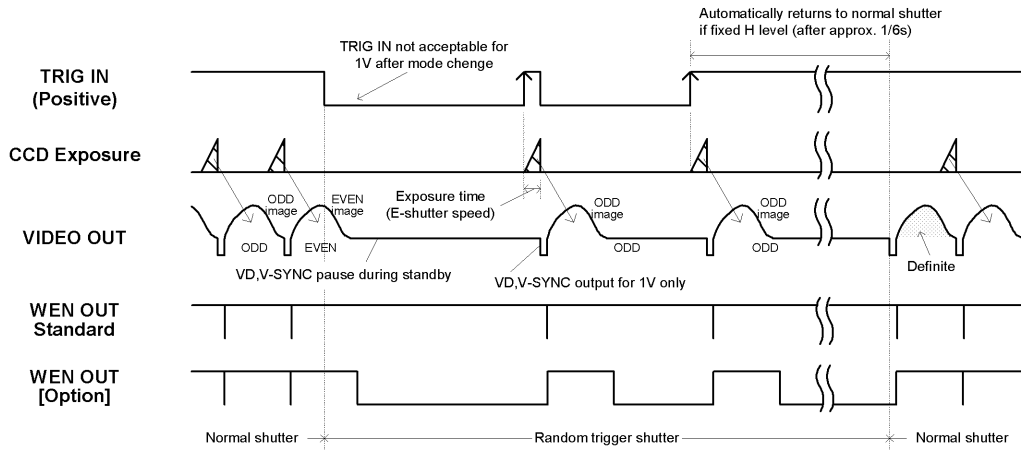 Automatically returns to normal shutter
if fixed H level (after approx. 1/6s)
TRIG IN not acceptable for
1V after mode chenge
TRIG IN
(Positive)
CCD Exposure
Exposure time
(E-shutter speed)
ODD
image
EVEN
image
ODD
image
ODD
image
VIDEO OUT
ODD
EVEN
ODD
ODD
Definite
VD,V-SYNC pause during standby
VD,V-SYNC output for 1V only
WEN OUT
Standard
WEN OUT
[Option]
Normal shutter
Random trigger shutter
Normal shutter